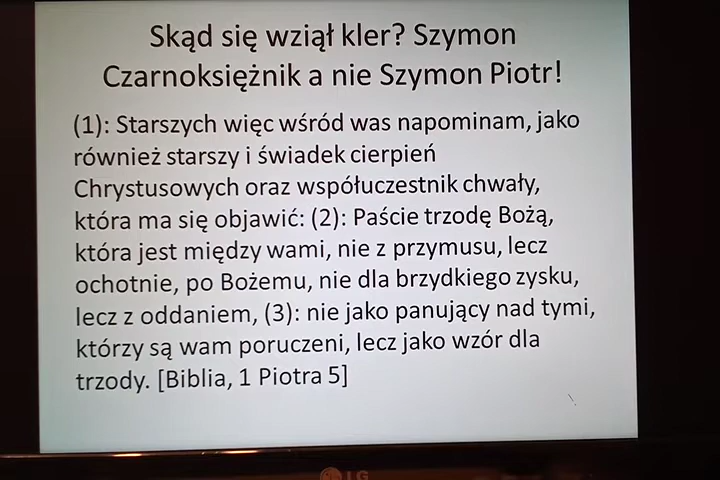 Skąd się wziął kler? Szymon
Czarnoksiężnik a nie Szymon Piotr!
(1): Starszych więc wśród was napominam, jako
również starszy i świadek cierpień
Chrystusowych oraz współuczestnik chwały,
która ma się objawić: (2): Paście trzodę Bożą,
która jest między wami, nie z przymusu, lecz
ochotnie, po Bożemu, nie dla brzydkiego zysku,
lecz z oddaniem, (3): nie jako panujący nad tymi,
którzy są wam poruczeni, lecz jako wzór dla
trzody. [Biblia, 1 Piotra 5]
LG